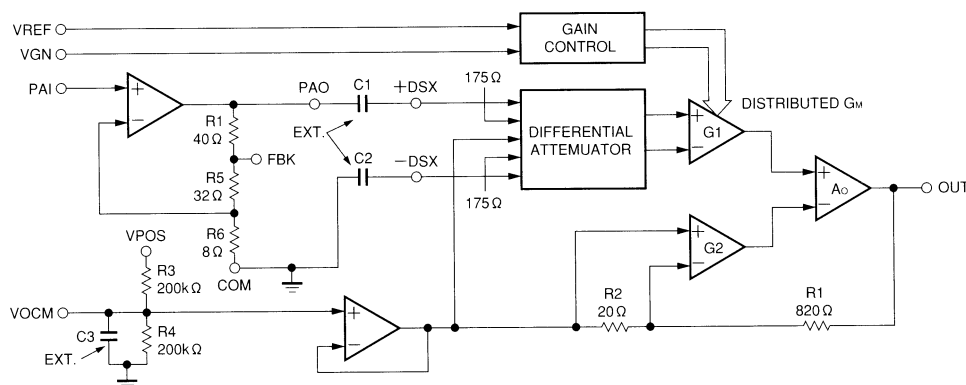 VREF
VGN
PAI
GAIN
CONTROL
DISTRIBUTED GM
+
−
R1
40Ω
FBK
R5
32Ω
R6
8Ω
COM
PAO
C1
+DSX
EXT.
C2
−DSX
175Ω
175Ω
DIFFERENTIAL
ATTEMUATOR
+
−
G1
+
−
G2
+
−
AO
OUT
VPOS
R3
200kΩ
VOCM
C3
EXT.
R4
200kΩ
+
−
R2
20Ω
R1
820Ω